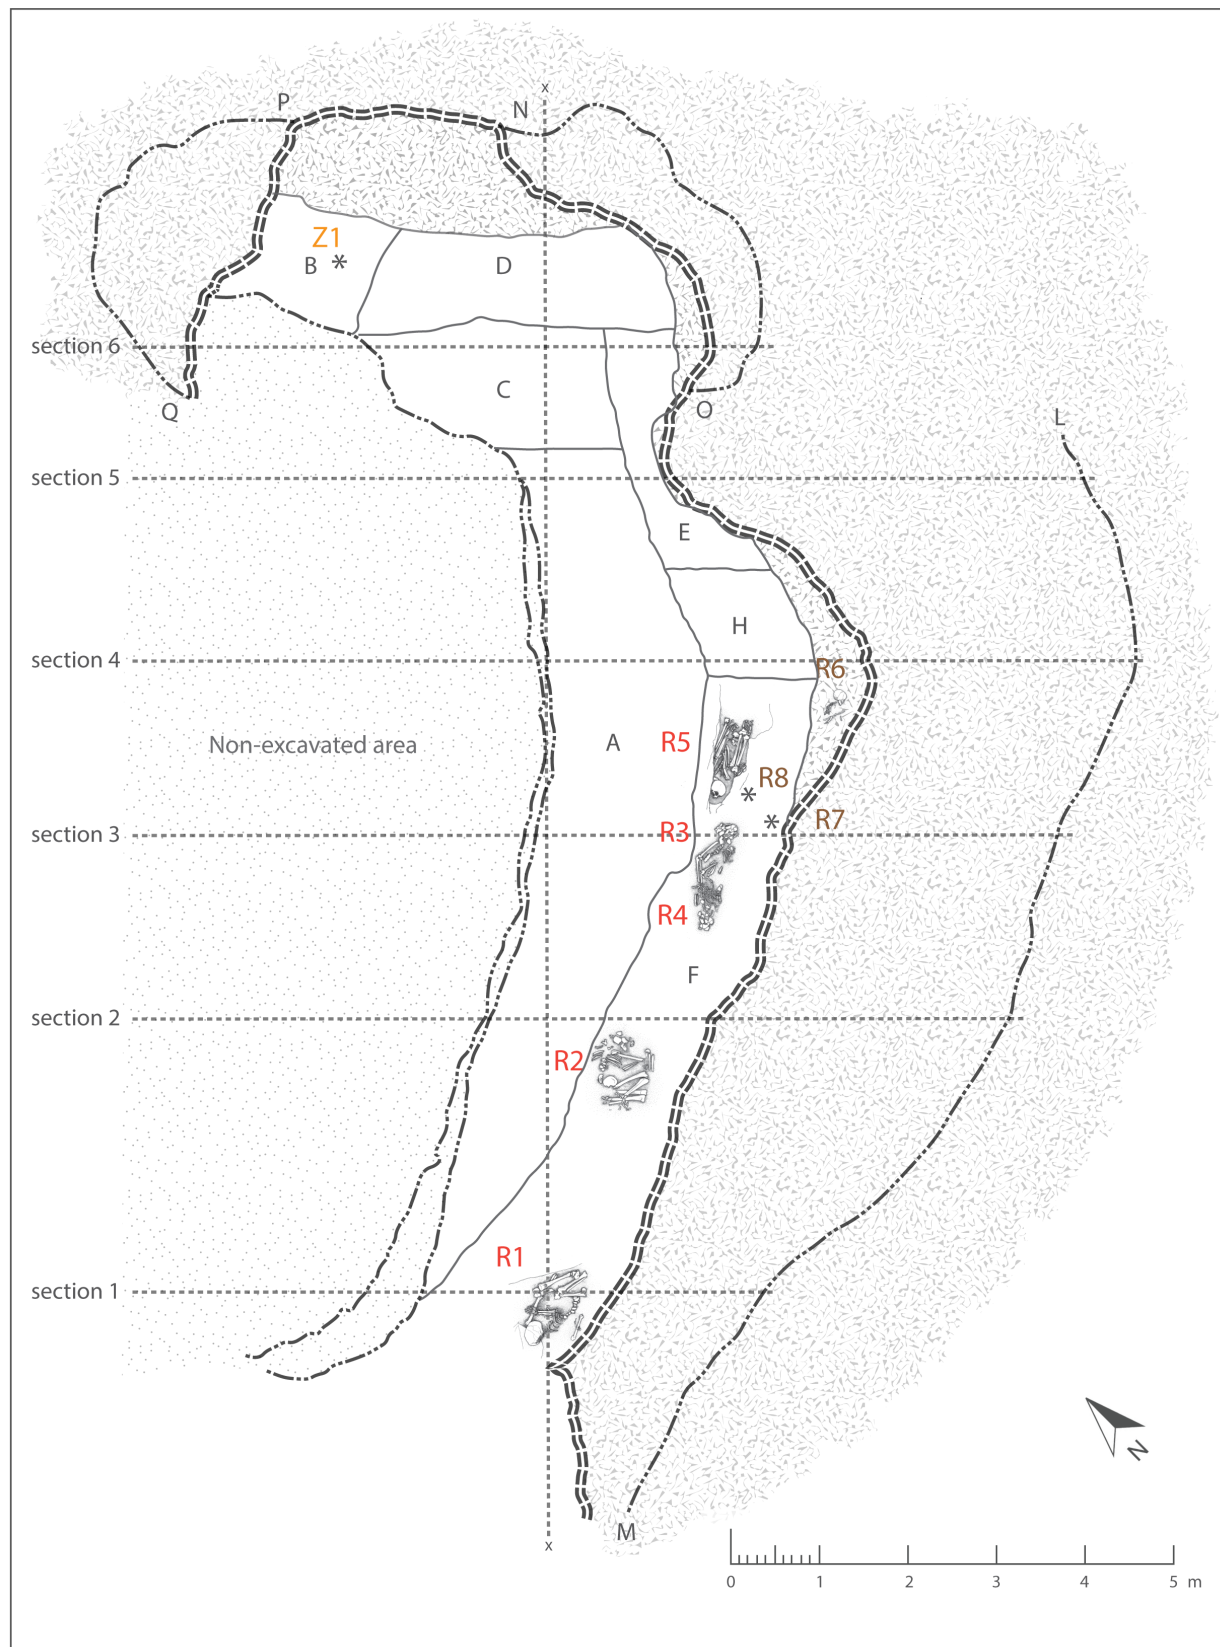 x
P
N
Z1
B *
D
section 6
C
Q
O
L
section 5
E
H
section 4
R6
Non-excavated area
A
R5
R8
*
R3
*
R7
section 3
R4
F
section 2
R2
R1
section 1
N
M
x
0 1 2 3 4 5 m